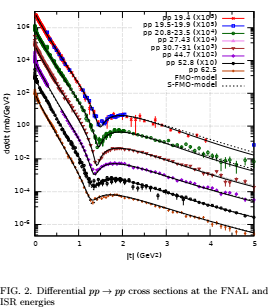 pp 19.4 (X10⁶)
pp 19.5-19.9 (X10⁵)
pp 20.8-23.5 (X10⁴)
pp 27.43 (X10⁴)
pp 30.7-31 (X10³)
pp 44.7 (X10²)
pp 52.8 (X10)
pp 62.5
FMO-model
S-FMO-model
10⁶
10⁴
10²
10⁰
10⁻²
10⁻⁴
10⁻⁶
dσ/dt (mb/GeV²)
0 1 2 3 4 5
|t| (GeV²)
FIG. 2. Differential pp → pp cross sections at the FNAL and
ISR energies